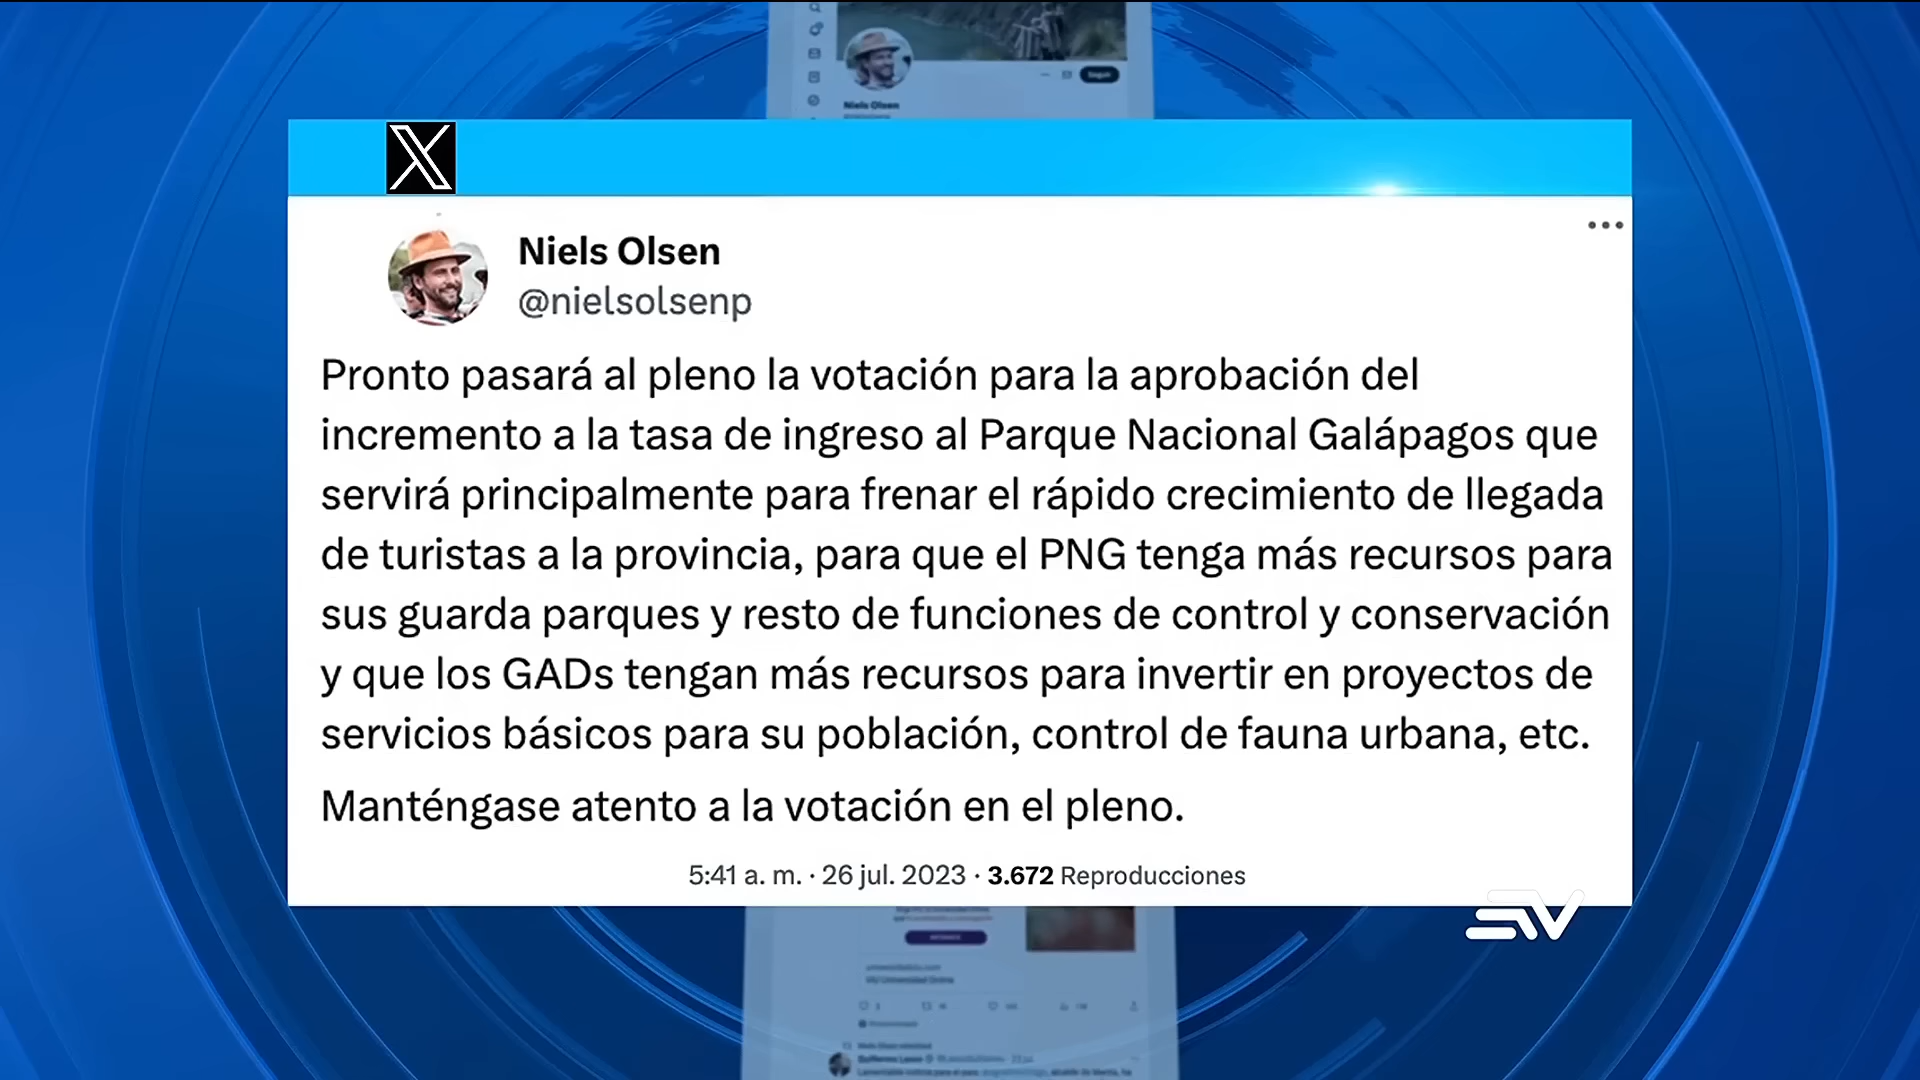 Seguir
Niels Olsen
X
Niels Olsen
@nielsolsenp
Pronto pasará al pleno la votación para la aprobación del
incremento a la tasa de ingreso al Parque Nacional Galápagos que
servirá principalmente para frenar el rápido crecimiento de llegada
de turistas a la provincia, para que el PNG tenga más recursos para
sus guarda parques y resto de funciones de control y conservación
y que los GADs tengan más recursos para invertir en proyectos de
servicios básicos para su población, control de fauna urbana, etc.
Manténgase atento a la votación en el pleno.
5:41 a. m. · 26 jul. 2023 · 3.672 Reproducciones